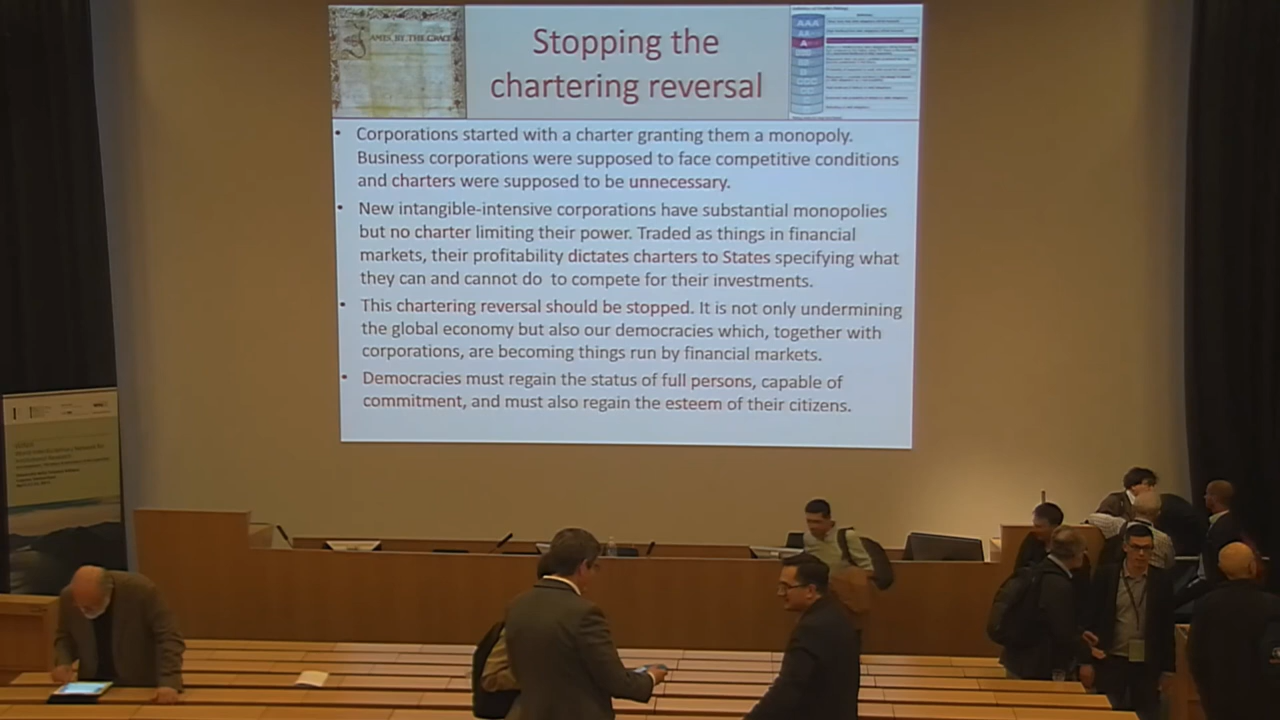 JAMES BY THE GRACE
Stopping the
chartering reversal
AAA
AA
A
• Corporations started with a charter granting them a monopoly.
Business corporations were supposed to face competitive conditions
and charters were supposed to be unnecessary.
• New intangible-intensive corporations have substantial monopolies
but no charter limiting their power. Traded as things in financial
markets, their profitability dictates charters to States specifying what
they can and cannot do to compete for their investments.
• This chartering reversal should be stopped. It is not only undermining
the global economy but also our democracies which, together with
corporations, are becoming things run by financial markets.
• Democracies must regain the status of full persons, capable of
commitment, and must also regain the esteem of their citizens.